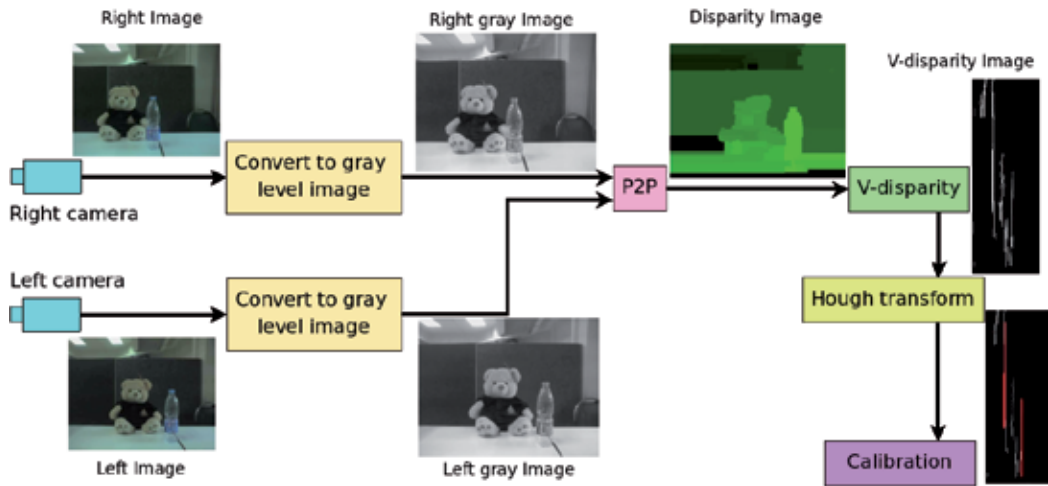 Right Image
Right gray Image
Disparity Image
V-disparity Image
Convert to gray
level image
P2P
V-disparity
Right camera
Left camera
Convert to gray
level image
Hough transform
Left Image
Left gray Image
Calibration